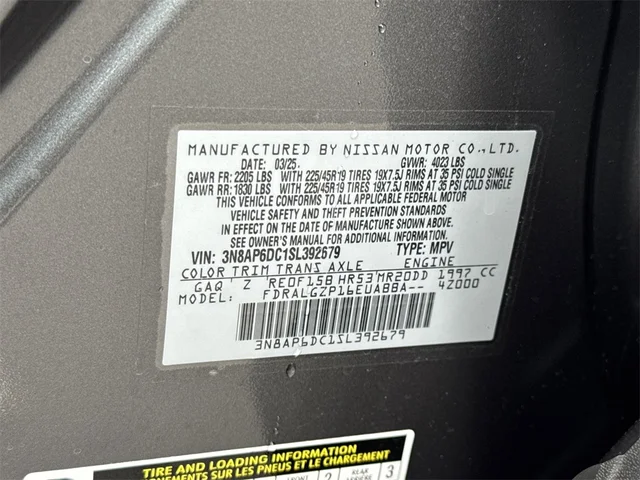 MANUFACTURED BY NISSAN MOTOR CO., LTD.
DATE: 03/25 GVWR: 4023 LBS
GAWR FR: 2205 LBS WITH 225/45R19 TIRES 19X7.5J RIMS AT 35 PSI COLD SINGLE
GAWR RR: 1830 LBS WITH 225/45R19 TIRES 19X7.5J RIMS AT 35 PSI COLD SINGLE
THIS VEHICLE CONFORMS TO ALL APPLICABLE FEDERAL MOTOR
VEHICLE SAFETY AND THEFT PREVENTION STANDARDS
IN EFFECT ON THE DATE OF MANUFACTURE SHOWN ABOVE.
SEE OWNER'S MANUAL FOR ADDITIONAL INFORMATION.
VIN: 3N8AP6DC1SL392679 TYPE: MPV
COLOR TRIM TRANS AXLE ENGINE
GAQ Z RE0F15B HR53 MR20DD 1997 CC
MODEL: FDRALGZP16EUABBA-- 4Z000
3N8AP6DC1SL392679
TIRE AND LOADING INFORMATION
RENSEIGNEMENTS SUR LES PNEUS ET LE CHARGEMENT
FRONT 2 REAR 3